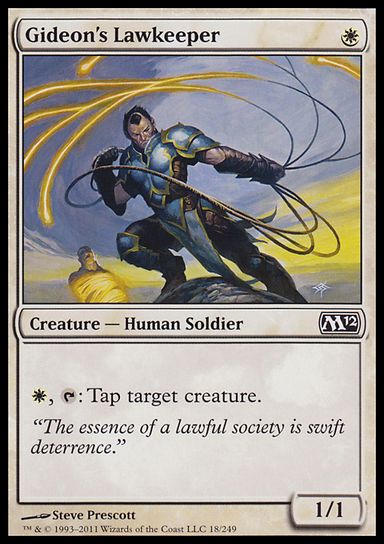 Gideon's Lawkeeper
Creature — Human Soldier
M12
: Tap target creature.
"The essence of a lawful society is swift
deterrence."
Steve Prescott
1/1
™ & © 1993–2011 Wizards of the Coast LLC 18/249